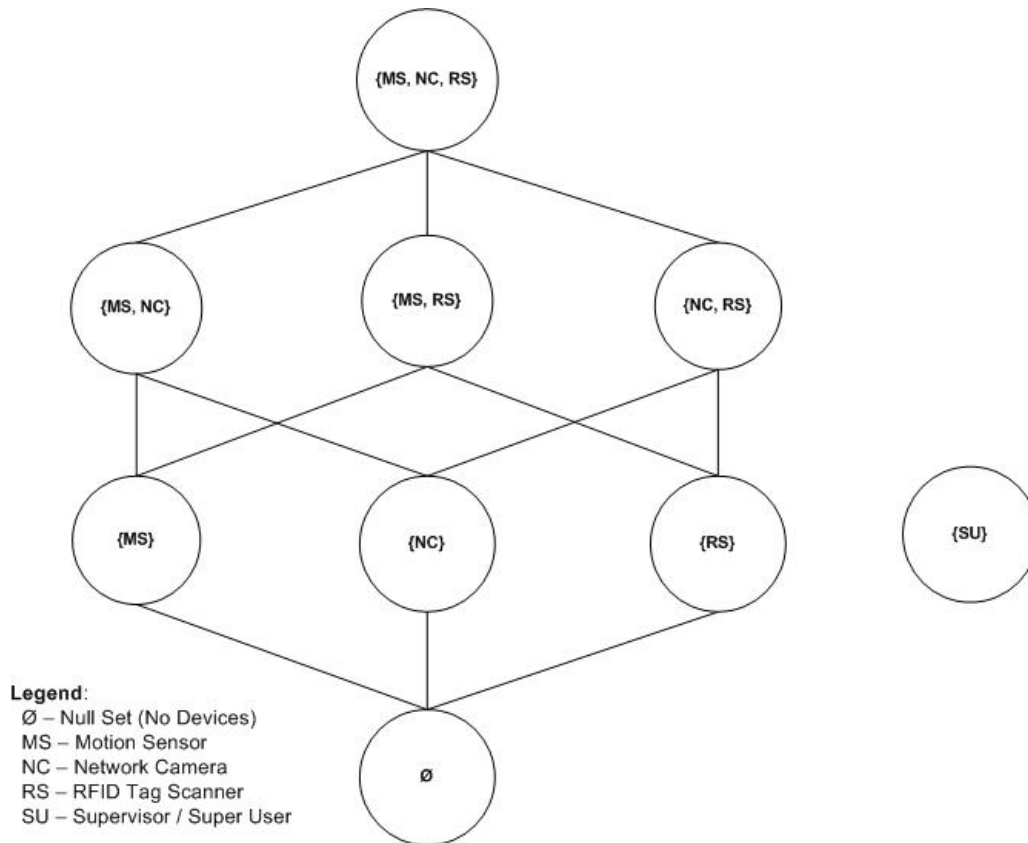 {MS, NC, RS}
{MS, NC}
{MS, RS}
{NC, RS}
{MS}
{NC}
{RS}
{SU}
Legend:
Ø – Null Set (No Devices)
MS – Motion Sensor
NC – Network Camera
RS – RFID Tag Scanner
SU – Supervisor / Super User
Ø